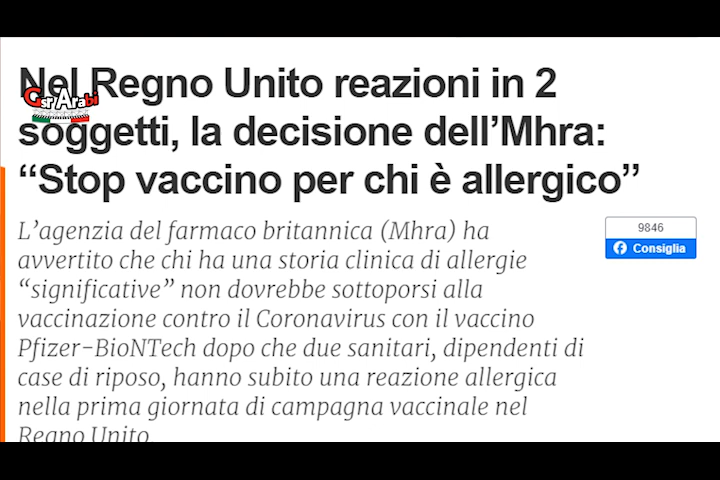 Nel Regno Unito reazioni in 2
soggetti, la decisione dell'Mhra:
“Stop vaccino per chi è allergico”
GsrArabi
L'agenzia del farmaco britannica (Mhra) ha
avvertito che chi ha una storia clinica di allergie
“significative” non dovrebbe sottoporsi alla
vaccinazione contro il Coronavirus con il vaccino
Pfizer-BioNTech dopo che due sanitari, dipendenti di
case di riposo, hanno subito una reazione allergica
nella prima giornata di campagna vaccinale nel
Regno Unito
9846
Consiglia